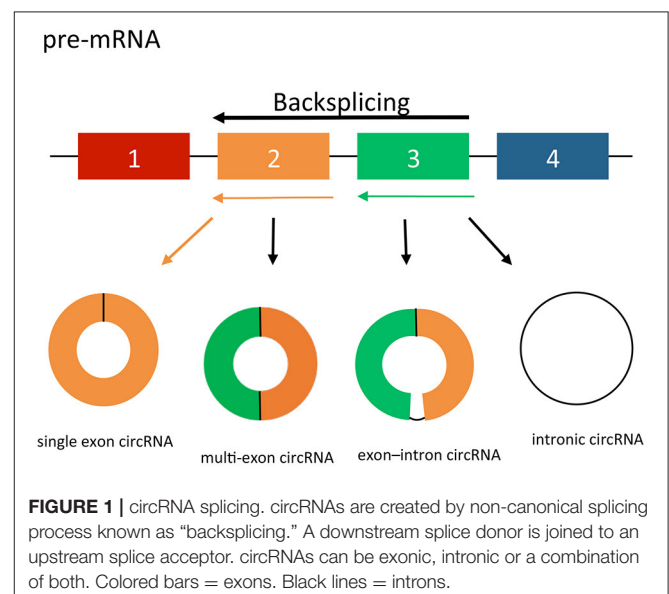 pre-mRNA
Backsplicing
1 2 3 4
single exon circRNA
multi-exon circRNA
exon–intron circRNA
intronic circRNA
FIGURE 1 | circRNA splicing. circRNAs are created by non-canonical splicing
process known as “backsplicing.” A downstream splice donor is joined to an
upstream splice acceptor. circRNAs can be exonic, intronic or a combination
of both. Colored bars = exons. Black lines = introns.